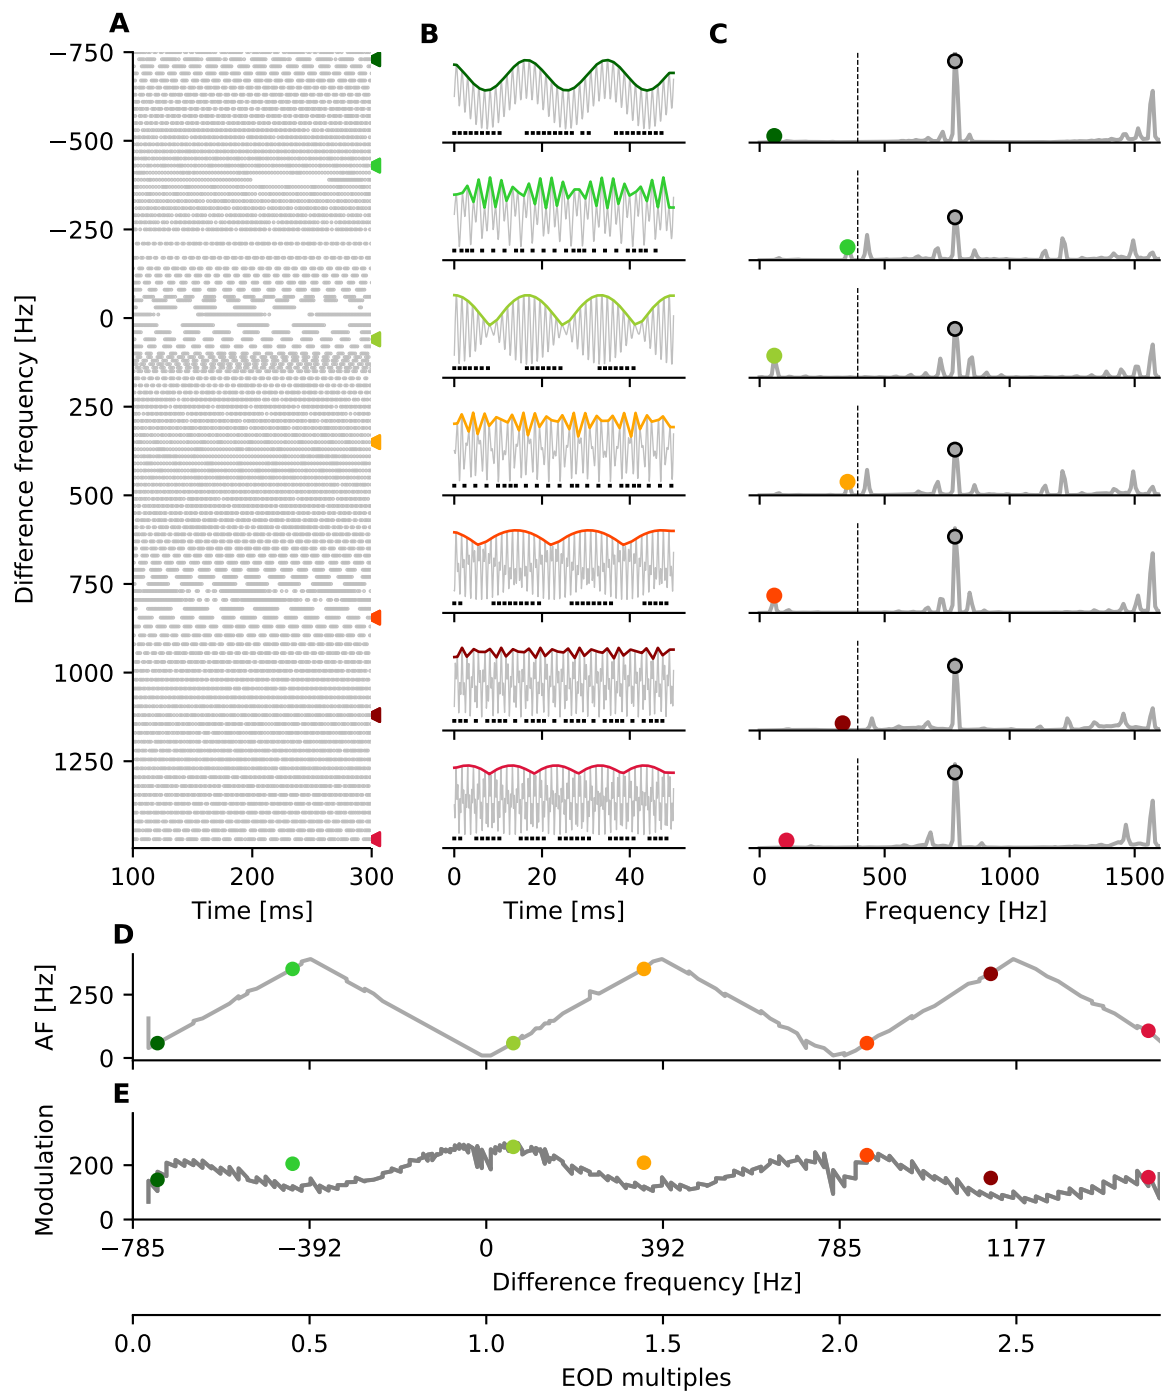 A
B
C
−750
−500
−250
0
250
500
750
1000
1250
Difference frequency [Hz]
100
200
300
0
20
40
0
500
1000
1500
Time [ms]
Time [ms]
Frequency [Hz]
D
AF [Hz]
250
0
E
Modulation
200
0
−785
−392
0
392
785
1177
Difference frequency [Hz]
0.0
0.5
1.0
1.5
2.0
2.5
EOD multiples